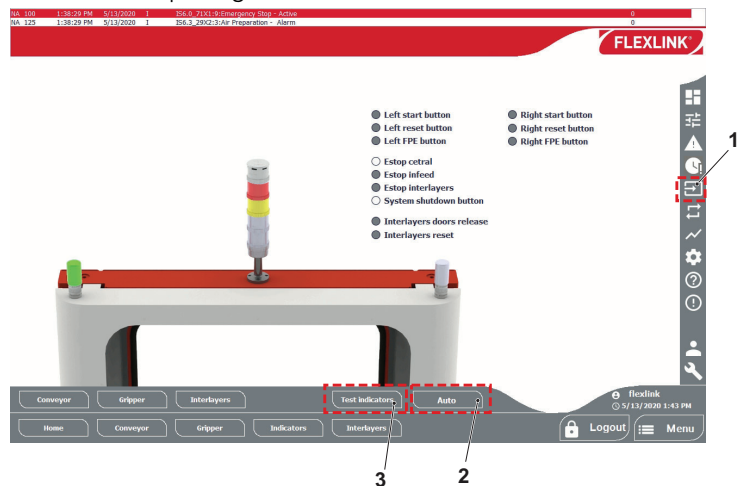 NA 100 1:38:29 PM 5/13/2020 I IS6.0_71X1:9:Emergency Stop - Active 0
NA 125 1:38:29 PM 5/13/2020 I IS6.3_29X2:3:Air Preparation - Alarm 0
FLEXLINK
Left start button Right start button
Left reset button Right reset button
Left FPE button Right FPE button
Estop cetral
Estop infeed
Estop interlayers
System shutdown button
Interlayers doors release
Interlayers reset
1
Conveyor Gripper Interlayers Test indicators Auto
flexlink
5/13/2020 1:43 PM
Home Conveyor Gripper Indicators Interlayers Logout Menu
3 2